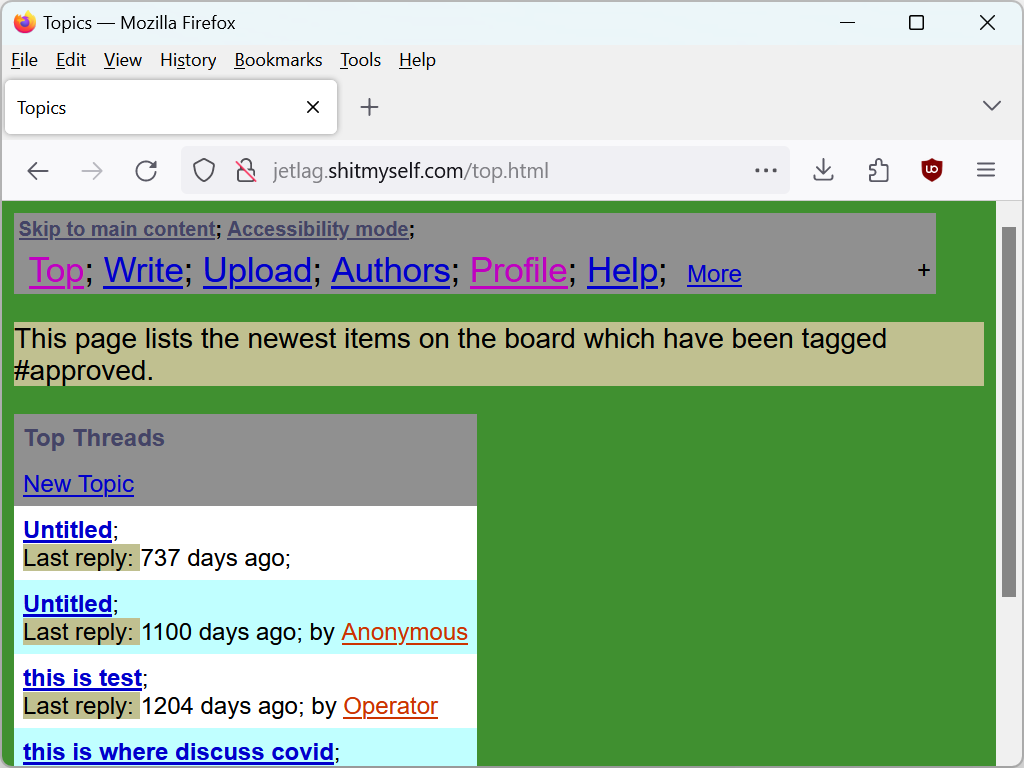 Topics — Mozilla Firefox
File Edit View History Bookmarks Tools Help
Topics
jetlag.shitmyself.com/top.html
Skip to main content; Accessibility mode;
Top; Write; Upload; Authors; Profile; Help; More +
This page lists the newest items on the board which have been tagged
#approved.
Top Threads
New Topic
Untitled;
Last reply: 737 days ago;
Untitled;
Last reply: 1100 days ago; by Anonymous
this is test;
Last reply: 1204 days ago; by Operator
this is where discuss covid;